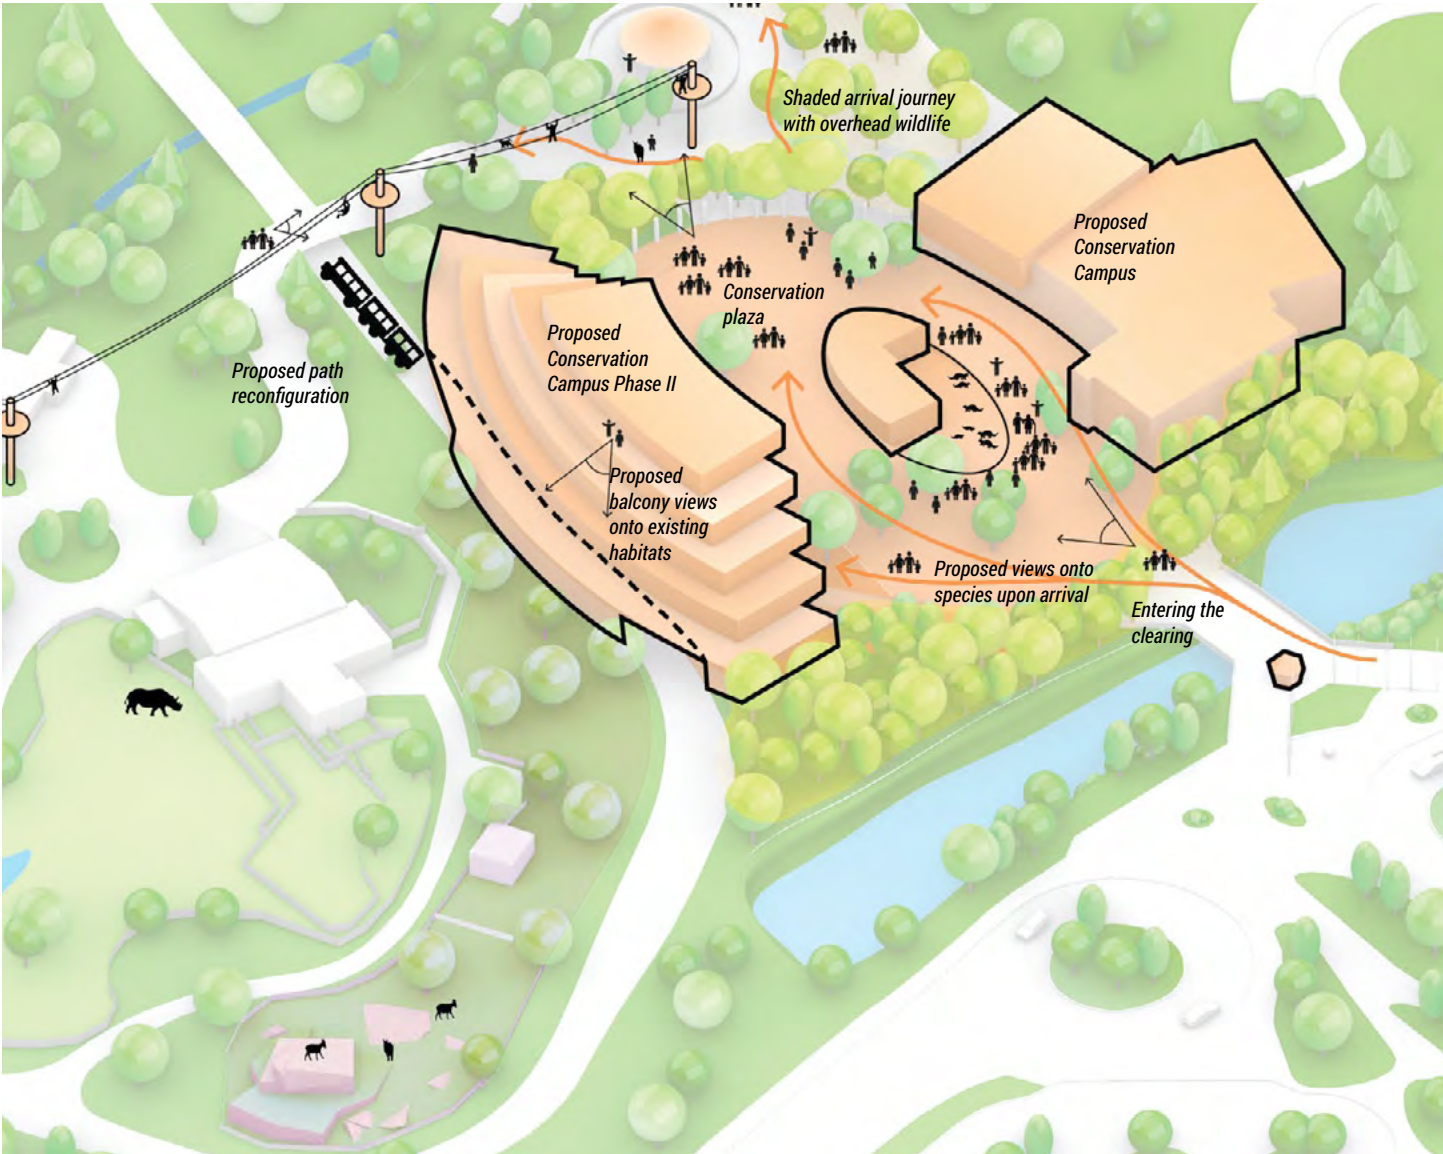 Shaded arrival journey
with overhead wildlife
Proposed
Conservation
Campus
Conservation
plaza
Proposed
Conservation
Campus Phase II
Proposed path
reconfiguration
Proposed
balcony views
onto existing
habitats
Proposed views onto
species upon arrival
Entering the
clearing